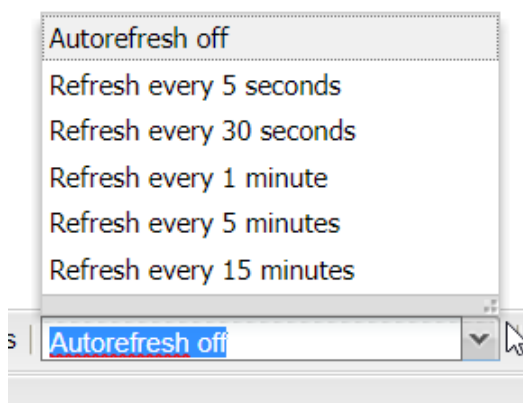 Autorefresh off
Refresh every 5 seconds
Refresh every 30 seconds
Refresh every 1 minute
Refresh every 5 minutes
Refresh every 15 minutes
s | Autorefresh off